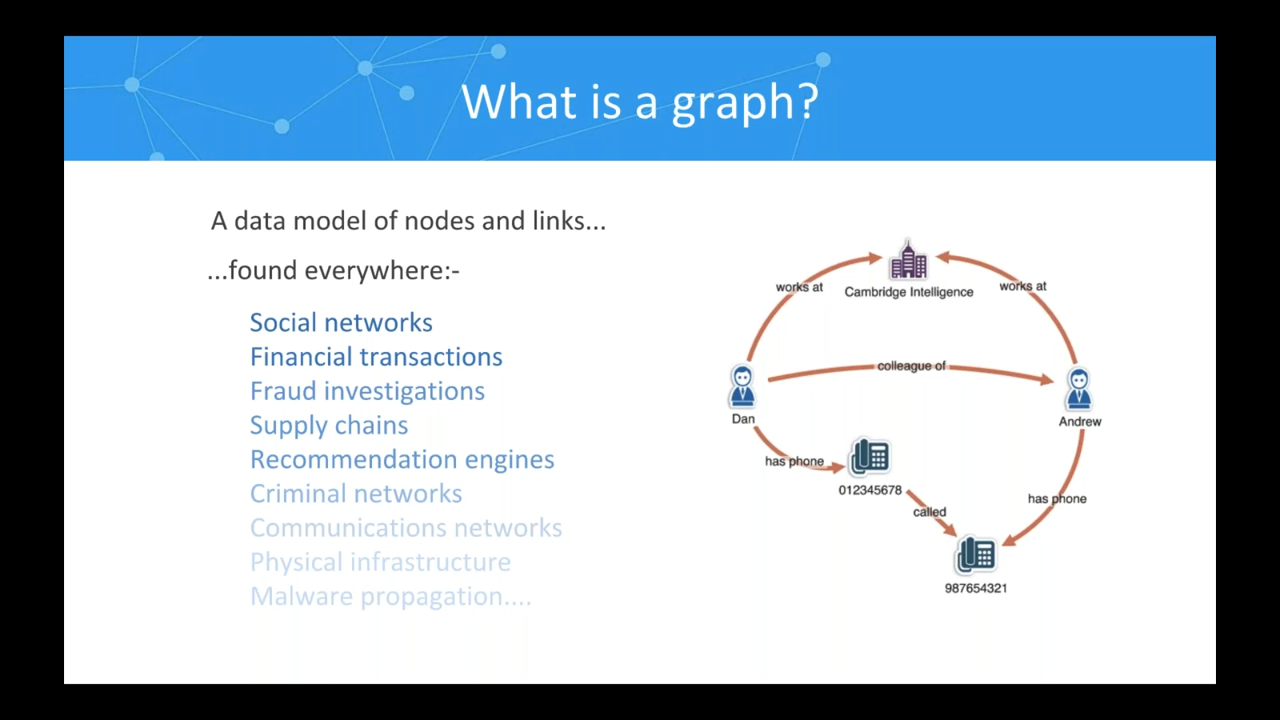 What is a graph?
A data model of nodes and links...
...found everywhere:-
Social networks
Financial transactions
Fraud investigations
Supply chains
Recommendation engines
Criminal networks
Communications networks
Physical infrastructure
Malware propagation....
works at
Cambridge Intelligence
works at
colleague of
Dan
Andrew
has phone
012345678
has phone
called
987654321